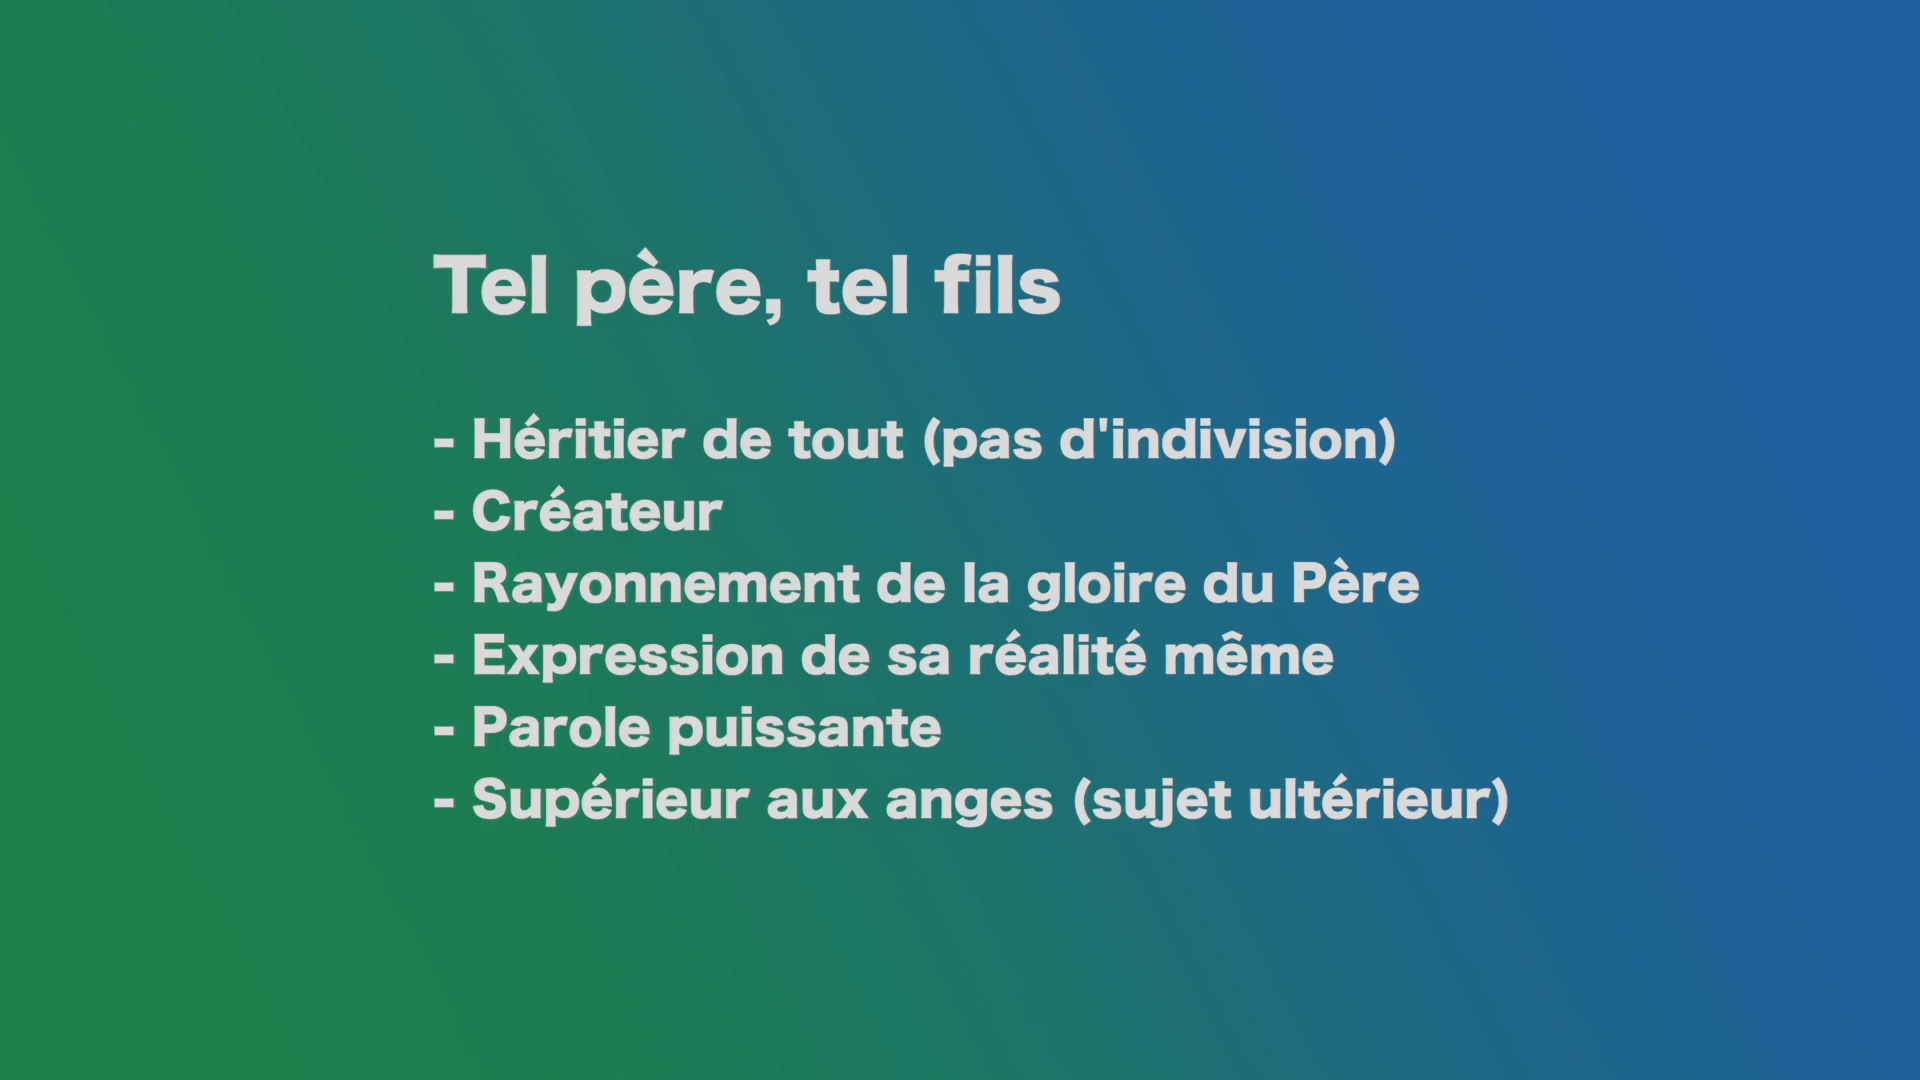 Tel père, tel fils
- Héritier de tout (pas d'indivision)
- Créateur
- Rayonnement de la gloire du Père
- Expression de sa réalité même
- Parole puissante
- Supérieur aux anges (sujet ultérieur)